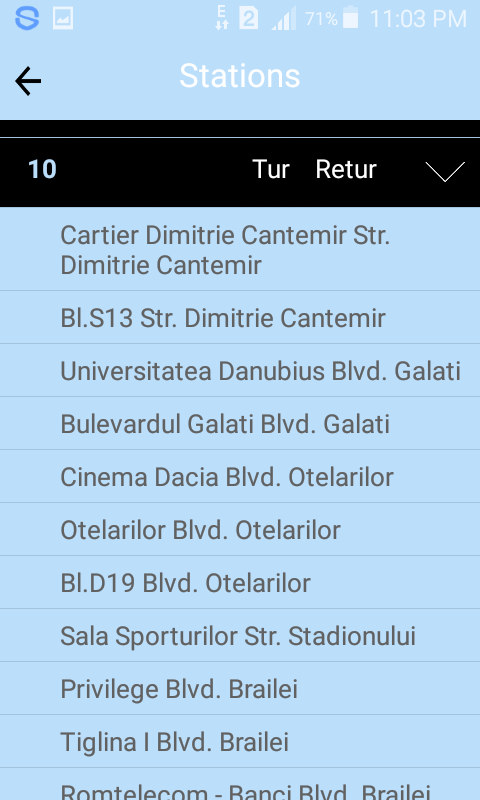 E 2 71% 11:03 PM
Stations
10 Tur Retur
Cartier Dimitrie Cantemir Str.
Dimitrie Cantemir
Bl.S13 Str. Dimitrie Cantemir
Universitatea Danubius Blvd. Galati
Bulevardul Galati Blvd. Galati
Cinema Dacia Blvd. Otelarilor
Otelarilor Blvd. Otelarilor
Bl.D19 Blvd. Otelarilor
Sala Sporturilor Str. Stadionului
Privilege Blvd. Brailei
Tiglina I Blvd. Brailei
Romtelecom - Banci Blvd. Brailei